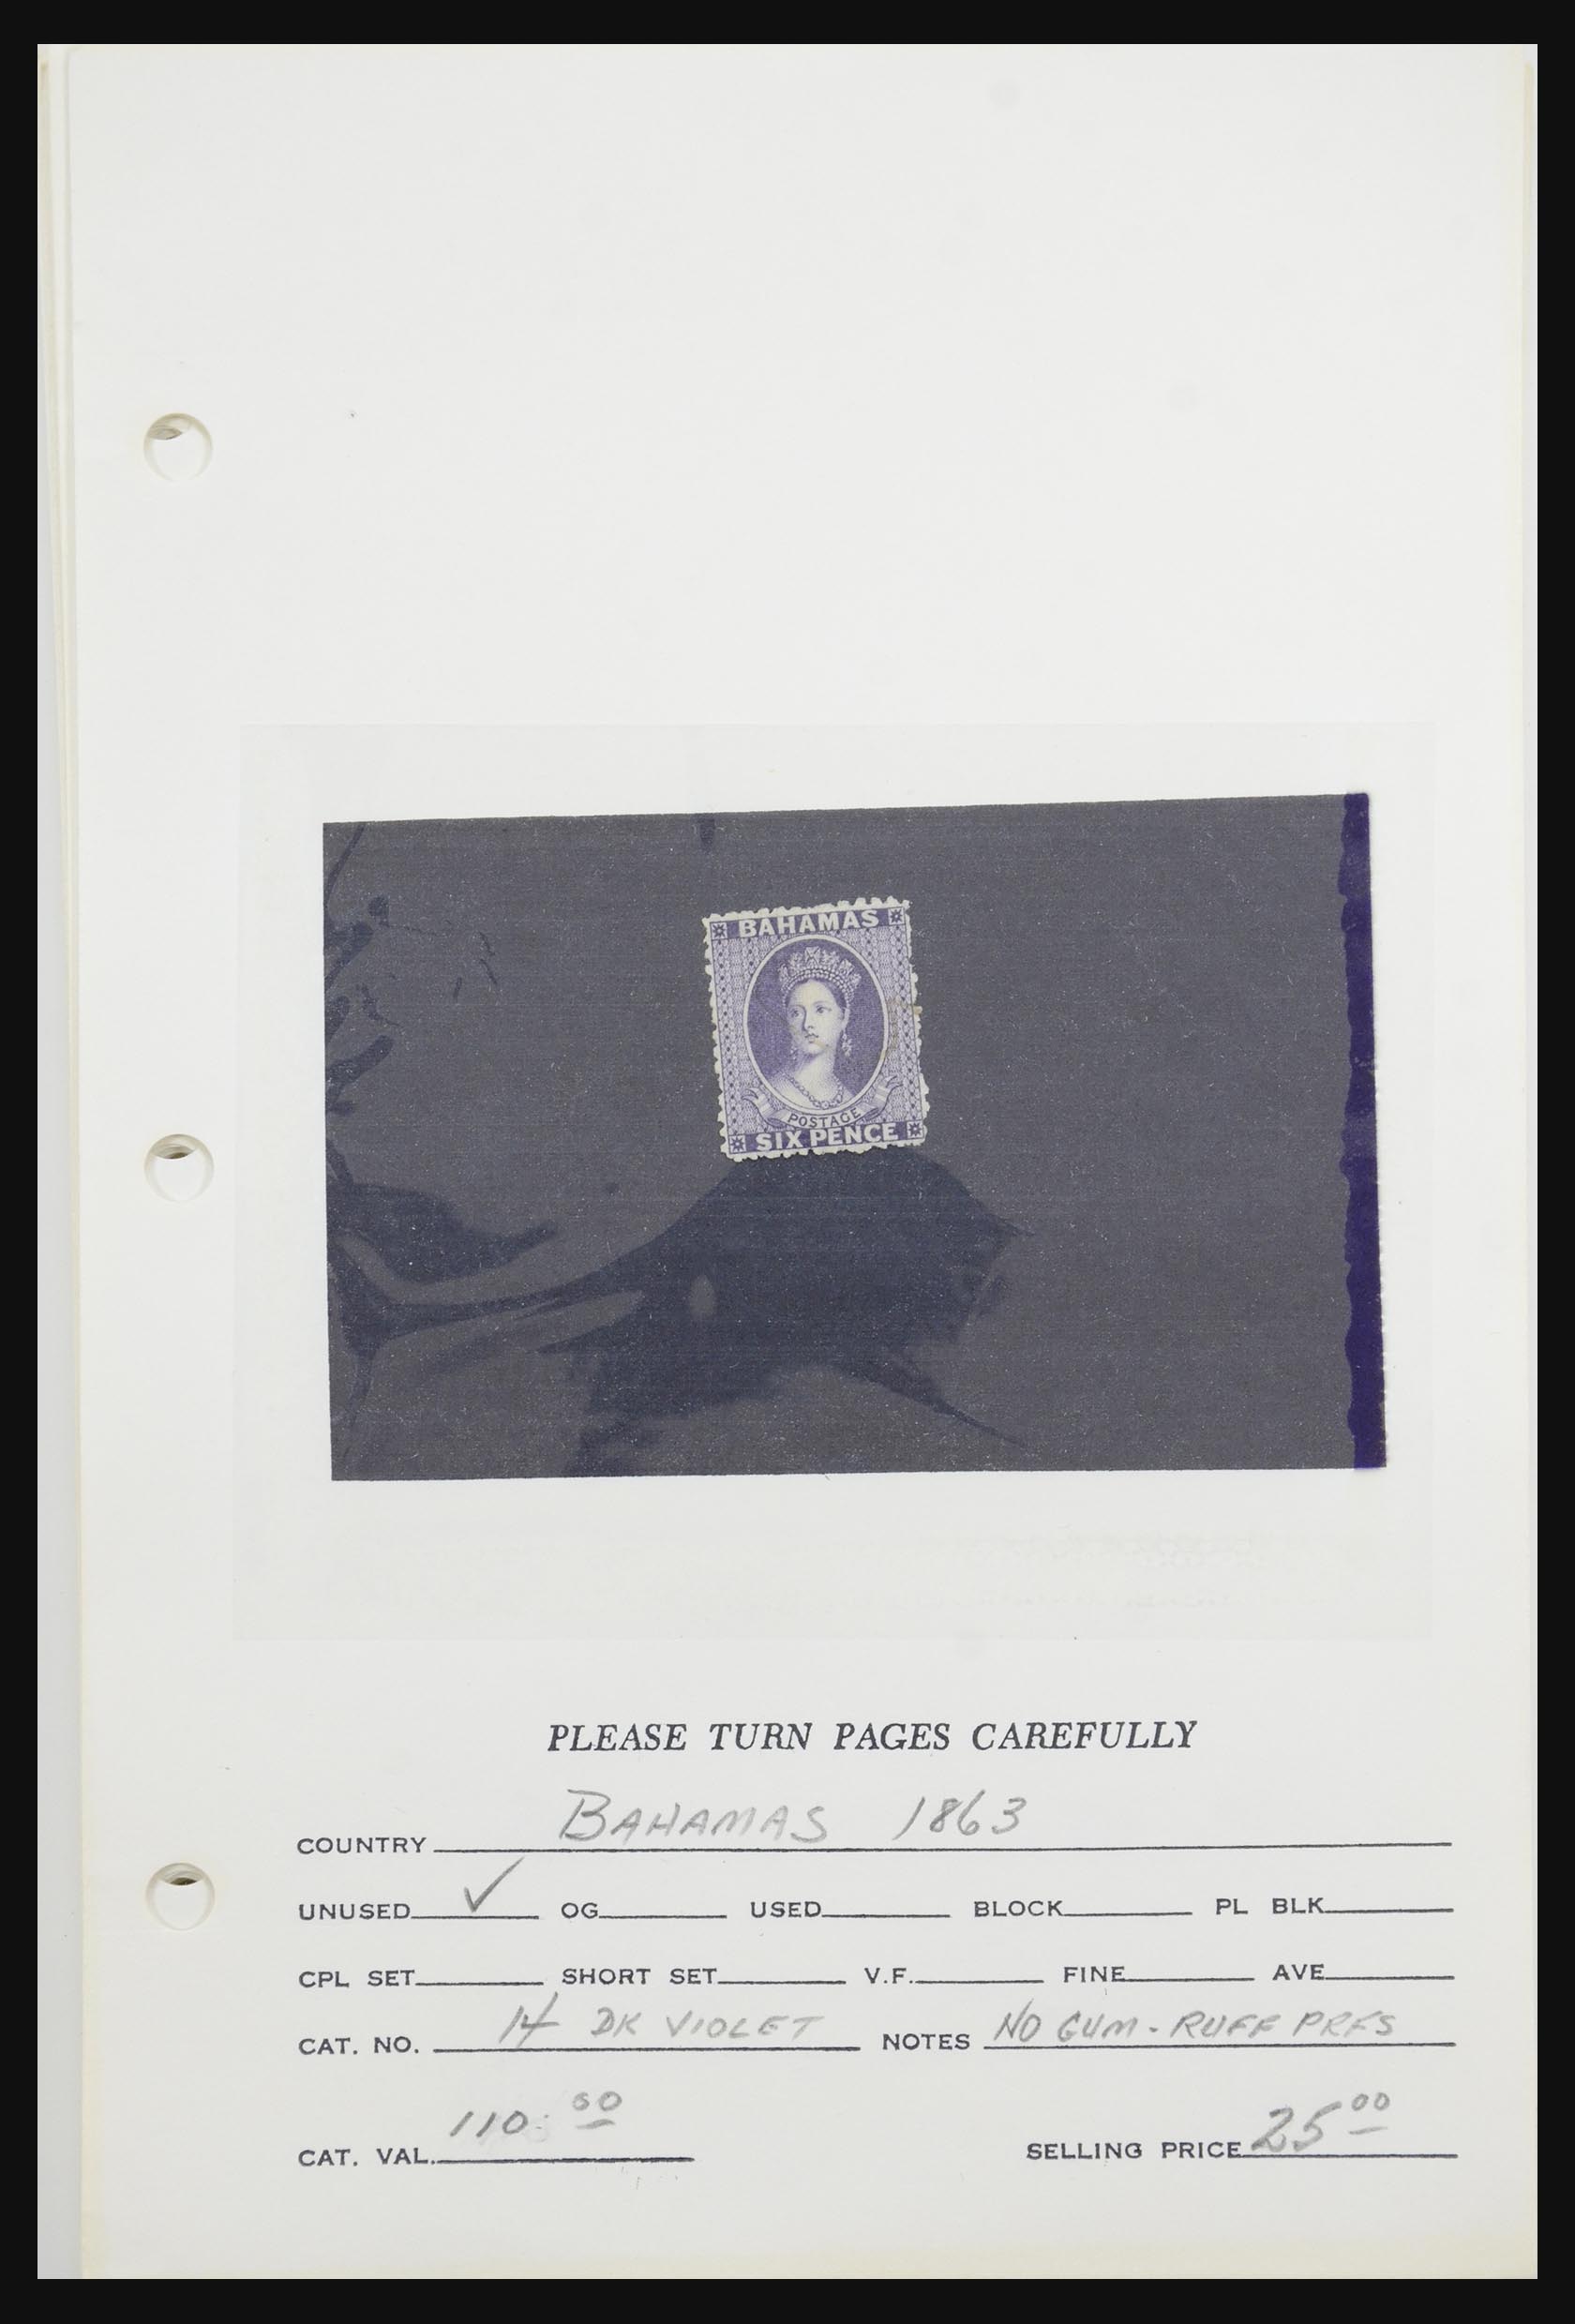 BAHAMAS
POSTAGE
SIX PENCE
PLEASE TURN PAGES CAREFULLY
COUNTRY BAHAMAS 1863
UNUSED ✓ OG USED BLOCK PL BLK
CPL SET SHORT SET V.F. FINE AVE
CAT. NO. 14 DK VIOLET NOTES NO GUM - RUFF PRFS
CAT. VAL. 110.00 SELLING PRICE 25 00